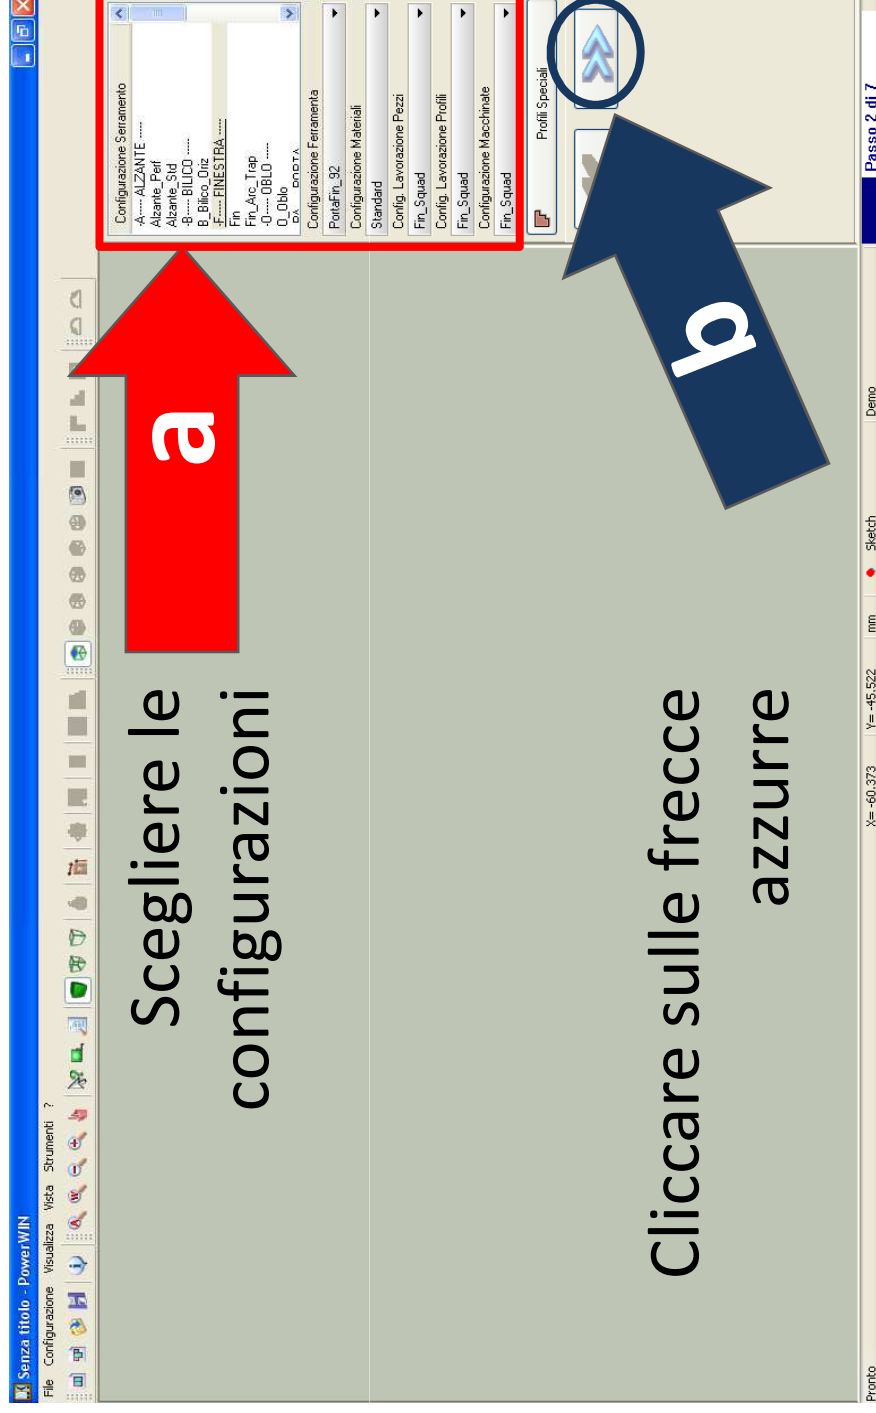 Senza titolo - PowerWIN
File Configurazione Visualizza Vista Strumenti ?
Configurazione Serramento
-A----- ALZANTE -----
Alzante_Perf
Alzante_Std
-B----- BILICO -----
B_Bilico_Oriz
-F----- FINESTRA -----
Fin
Fin_Arc_Trap
-O----- OBLO -----
O_Oblo
Configurazione Ferramenta
PortaFin_92
Configurazione Materiali
Standard
Config. Lavorazione Pezzi
Fin_Squad
Config. Lavorazione Profili
Fin_Squad
Configurazione Macchinate
Fin_Squad
Profili Speciali
Scegliere le
configurazioni
a
Cliccare sulle frecce
azzurre
b
Pronto
X= -60.373
Y= -45.522
mm
Sketch
Demo
Passo 2 di 7